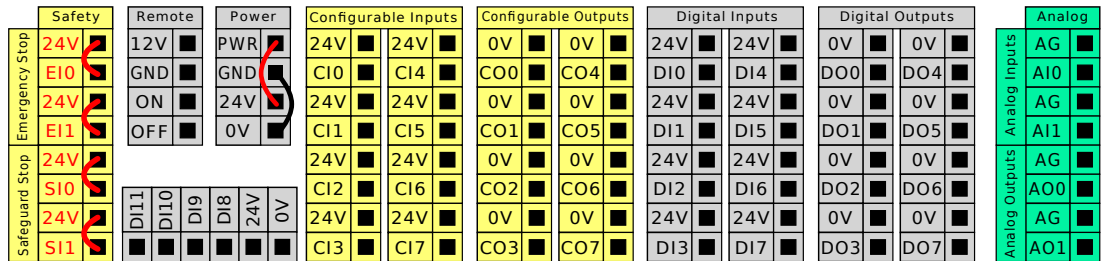 Safety
Emergency Stop
24V
EI0
24V
EI1
Safeguard Stop
24V
SI0
24V
SI1
Remote
12V
GND
ON
OFF
Power
PWR
GND
24V
0V
DI11 DI10 DI9 DI8 24V 0V
Configurable Inputs
24V 24V
CI0 CI4
24V 24V
CI1 CI5
24V 24V
CI2 CI6
24V 24V
CI3 CI7
Configurable Outputs
0V 0V
CO0 CO4
0V 0V
CO1 CO5
0V 0V
CO2 CO6
0V 0V
CO3 CO7
Digital Inputs
24V 24V
DI0 DI4
24V 24V
DI1 DI5
24V 24V
DI2 DI6
24V 24V
DI3 DI7
Digital Outputs
0V 0V
DO0 DO4
0V 0V
DO1 DO5
0V 0V
DO2 DO6
0V 0V
DO3 DO7
Analog
Analog Inputs
AG
AI0
AG
AI1
Analog Outputs
AG
AO0
AG
AO1